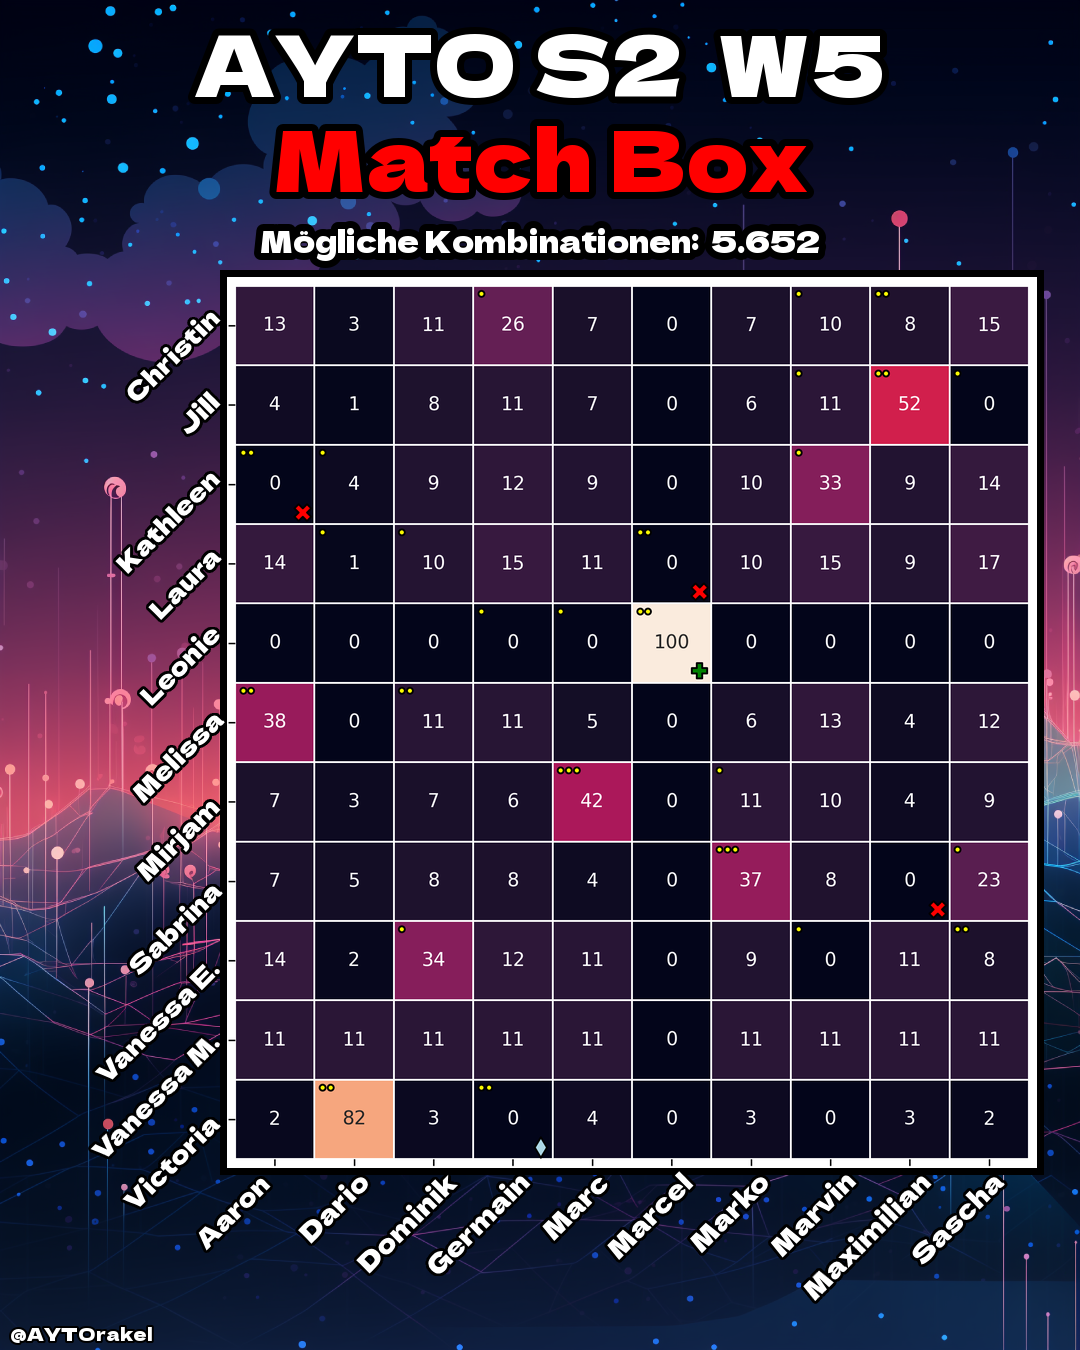 AYTO S2 W5
Match Box
Mögliche Kombinationen: 5.652
Christin 13 3 11 26 7 0 7 10 8 15
Jill 4 1 8 11 7 0 6 11 52 0
Kathleen 0 4 9 12 9 0 10 33 9 14
Laura 14 1 10 15 11 0 10 15 9 17
Leonie 0 0 0 0 0 100 0 0 0 0
Melissa 38 0 11 11 5 0 6 13 4 12
Mirjam 7 3 7 6 42 0 11 10 4 9
Sabrina 7 5 8 8 4 0 37 8 0 23
Vanessa E. 14 2 34 12 11 0 9 0 11 8
Vanessa M. 11 11 11 11 11 0 11 11 11 11
Victoria 2 82 3 0 4 0 3 0 3 2
Aaron Dario Dominik Germain Marc Marcel Marko Marvin Maximilian Sascha
@AYTOrakel